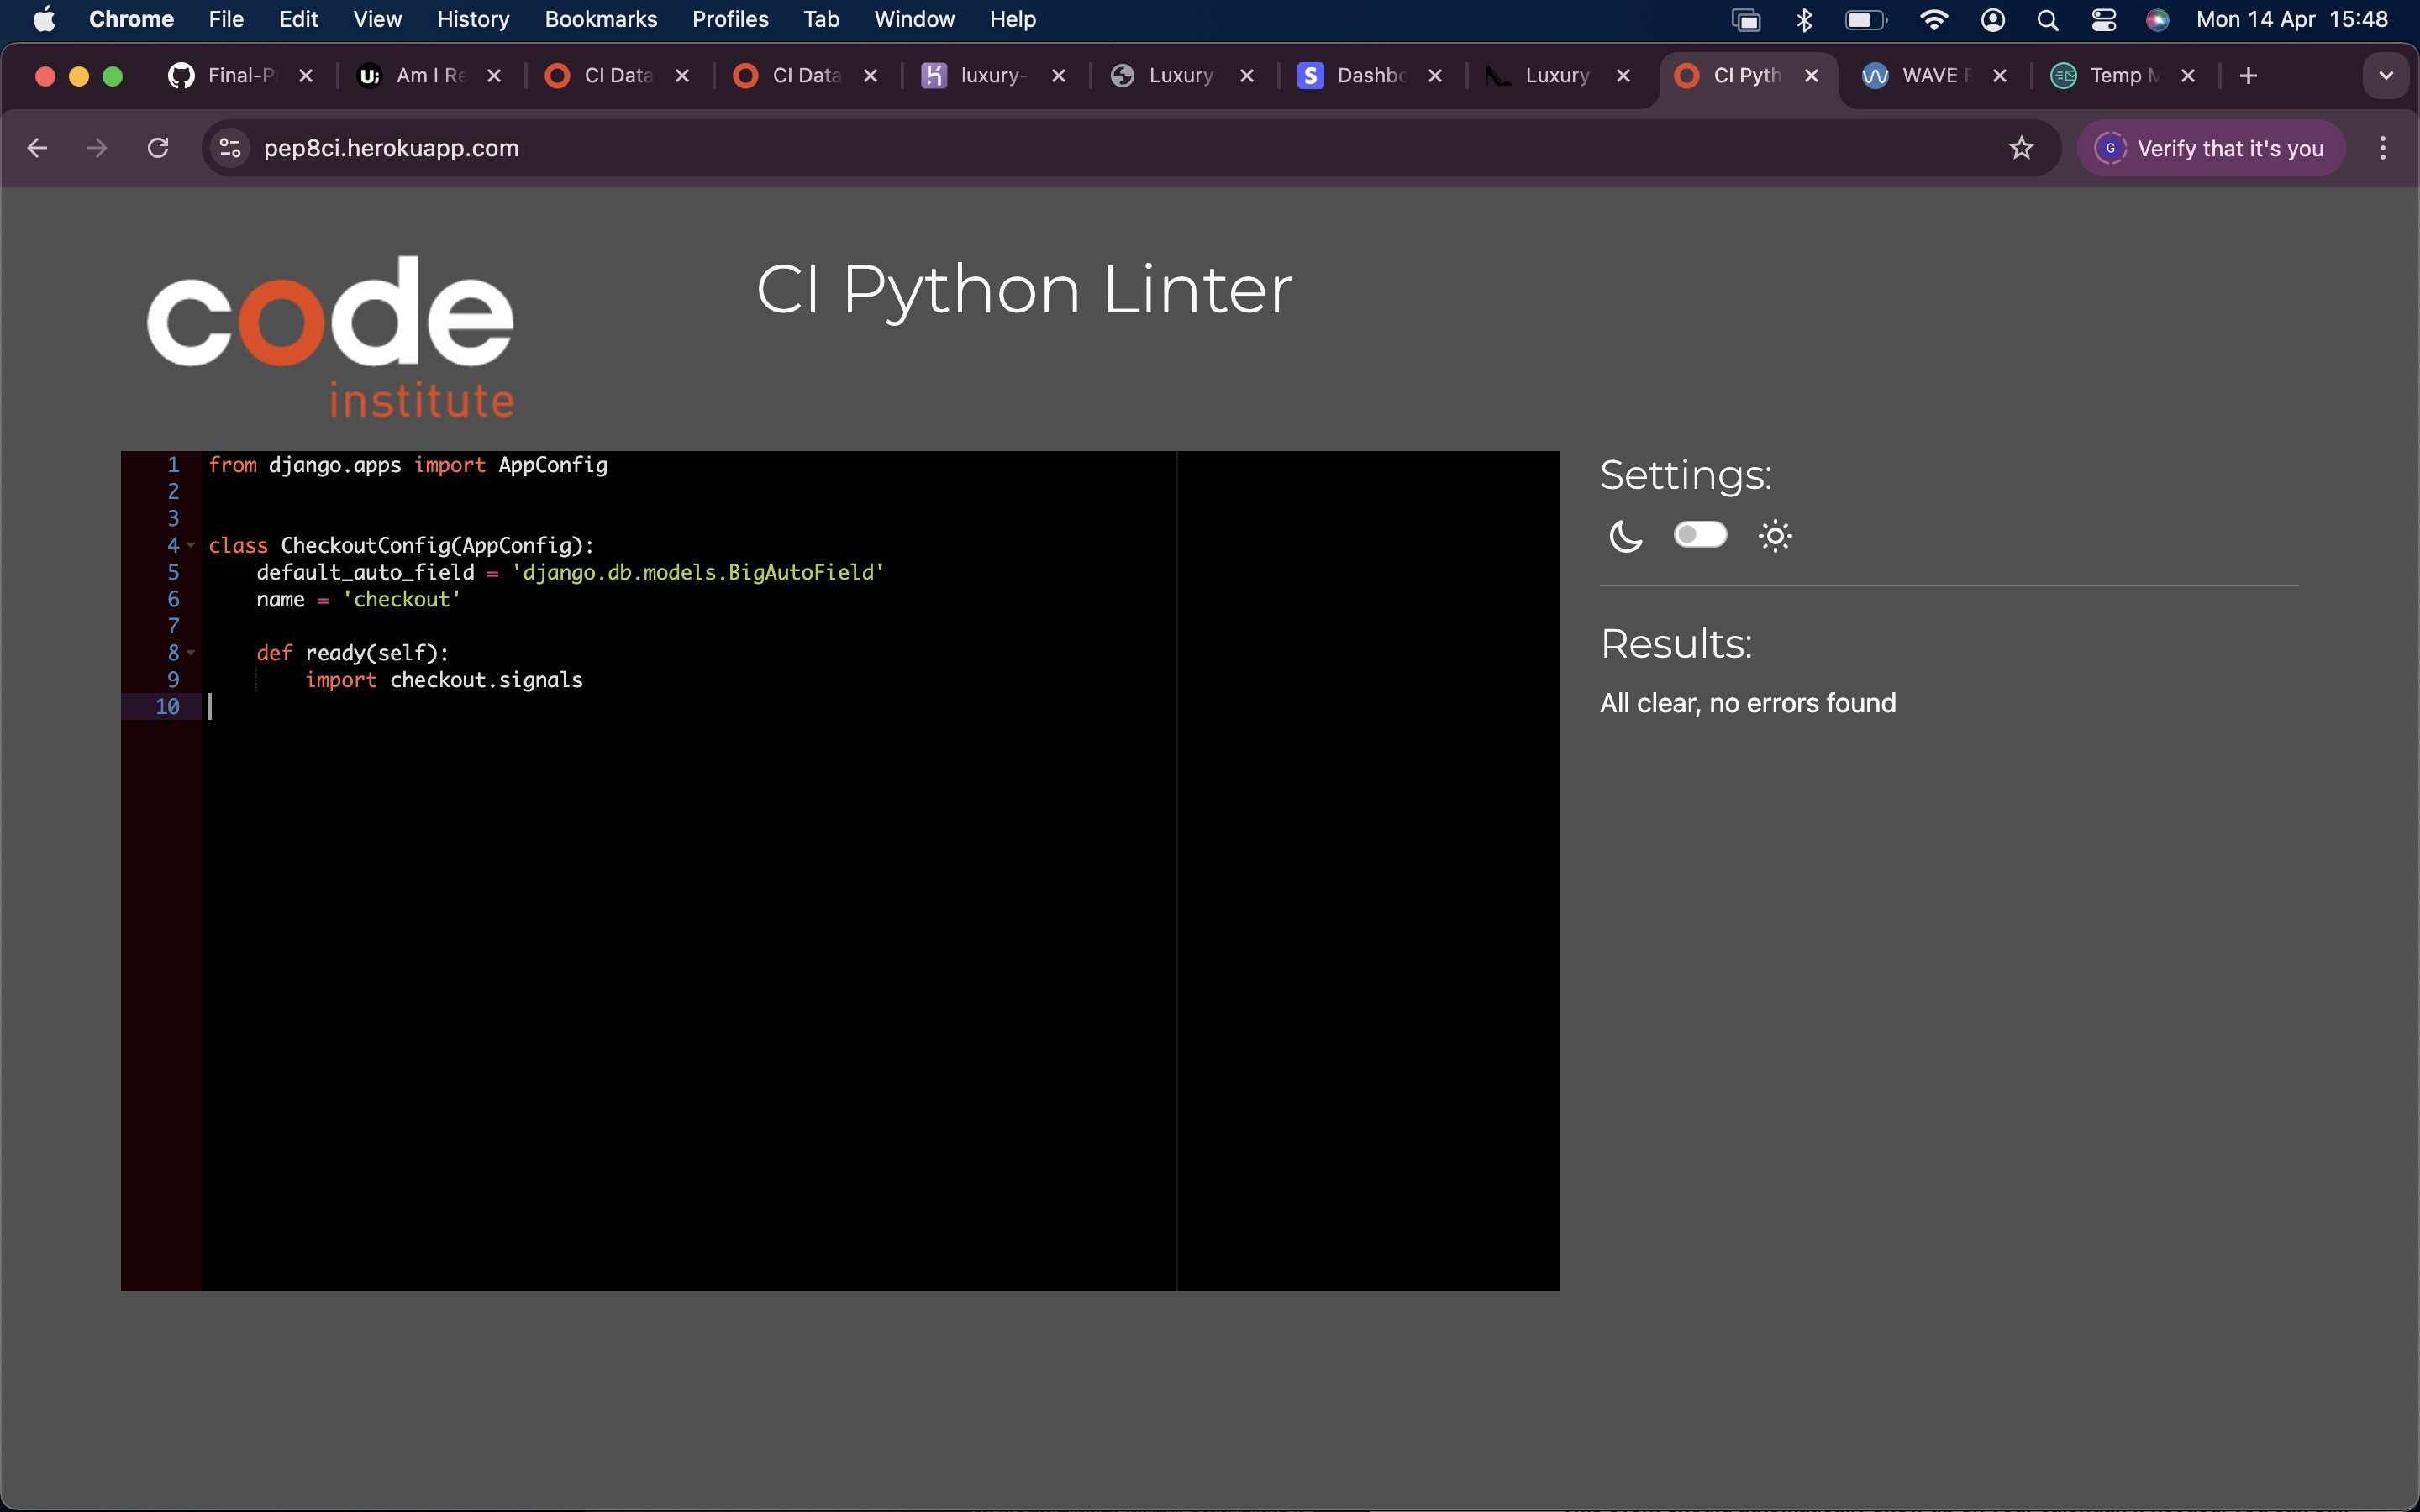 Chrome File Edit View History Bookmarks Profiles Tab Window Help Mon 14 Apr 15:48
Final-P Am I Re CI Data CI Data luxury- Luxury Dashbo Luxury CI Pyth WAVE Temp M
pep8ci.herokuapp.com G Verify that it's you
code
institute
CI Python Linter
1 from django.apps import AppConfig
2
3
4 class CheckoutConfig(AppConfig):
5 default_auto_field = 'django.db.models.BigAutoField'
6 name = 'checkout'
7
8 def ready(self):
9 import checkout.signals
10
Settings:
Results:
All clear, no errors found